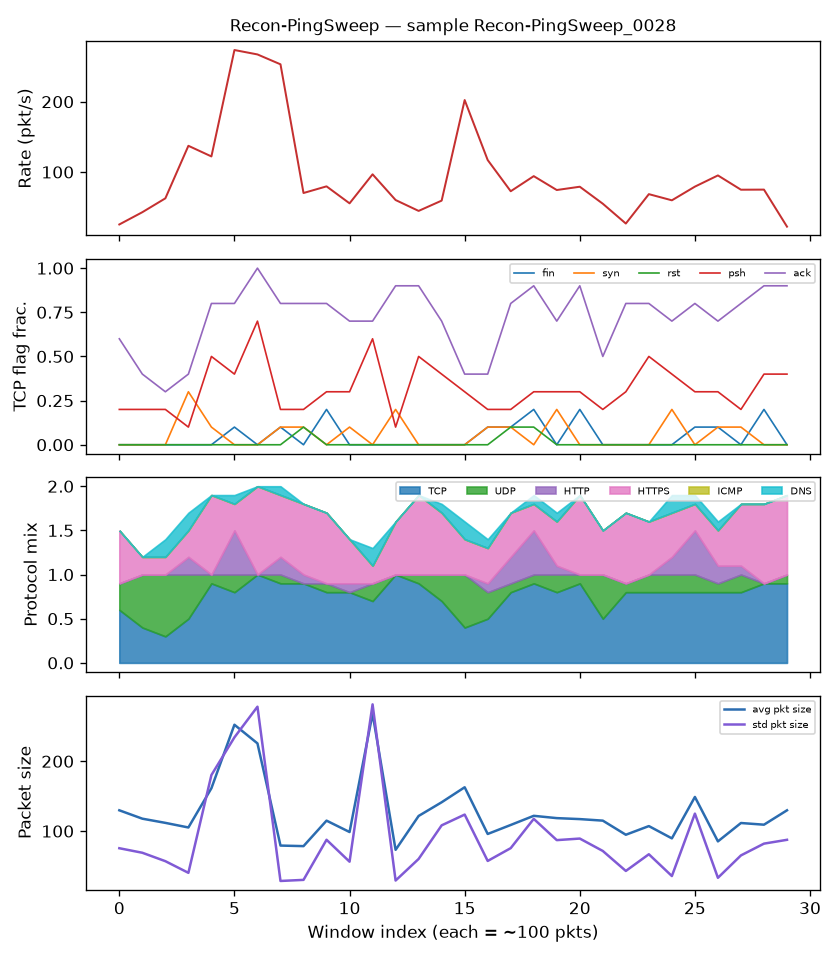 Recon-PingSweep — sample Recon-PingSweep_0028
Rate (pkt/s)
200
100
TCP flag frac.
1.00
0.75
0.50
0.25
0.00
fin syn rst psh ack
Protocol mix
2.0
1.5
1.0
0.5
0.0
TCP UDP HTTP HTTPS ICMP DNS
Packet size
200
100
avg pkt size
std pkt size
0 5 10 15 20 25 30
Window index (each = ~100 pkts)